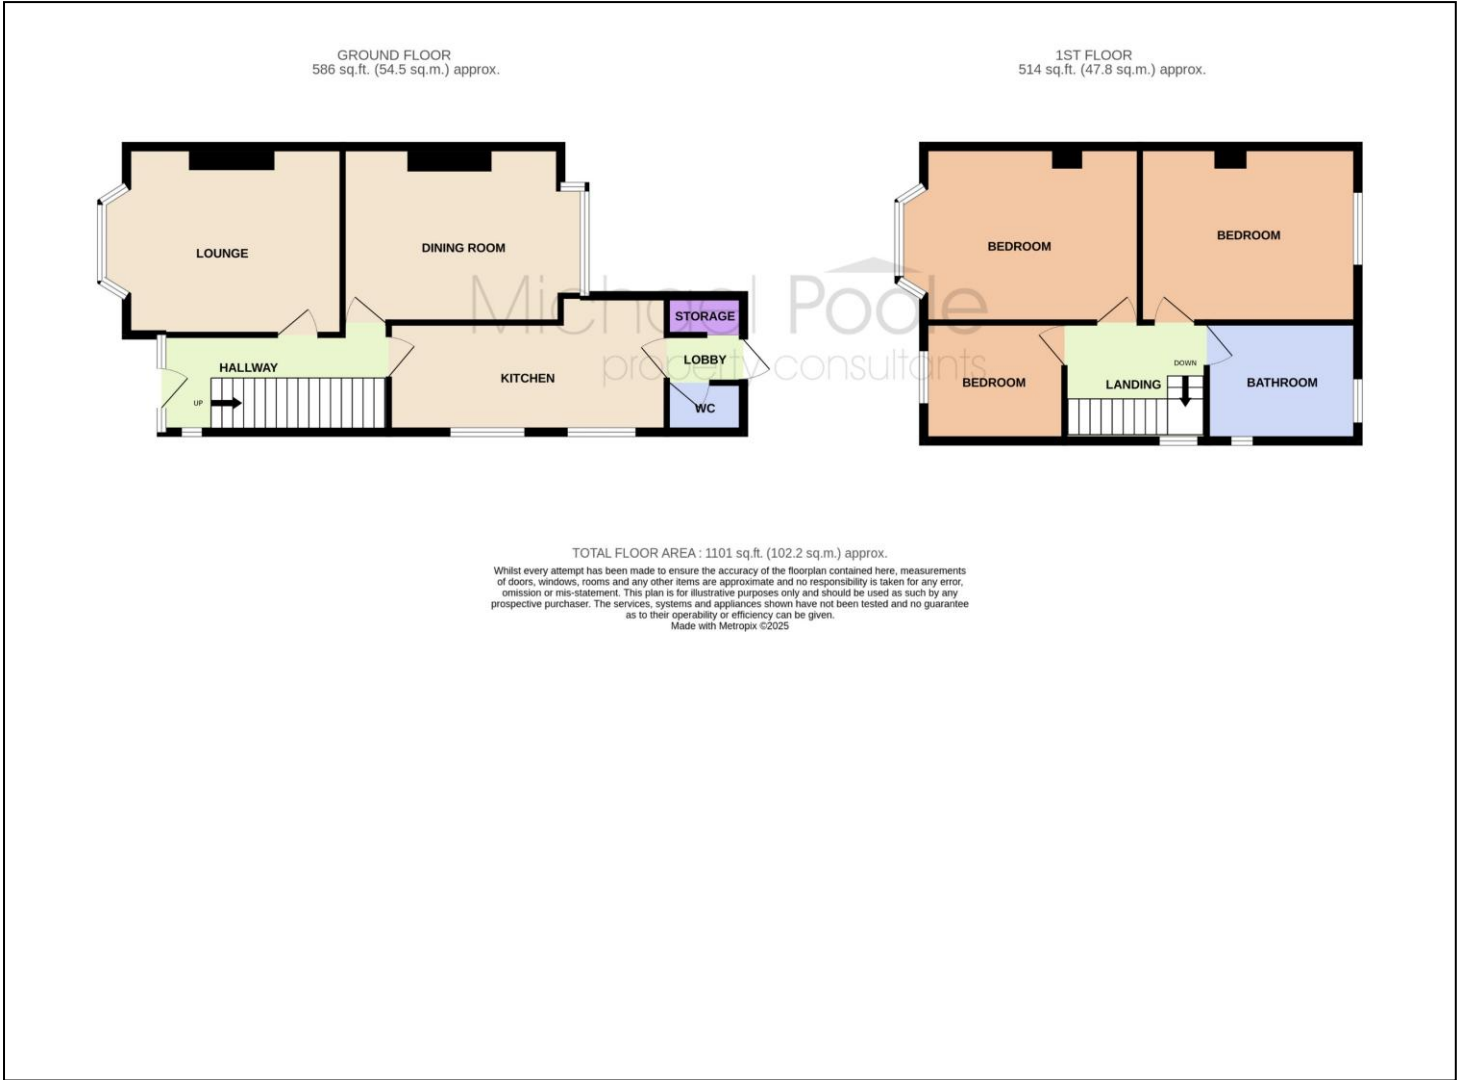 GROUND FLOOR
586 sq.ft. (54.5 sq.m.) approx.
1ST FLOOR
514 sq.ft. (47.8 sq.m.) approx.
LOUNGE
DINING ROOM
HALLWAY
UP
KITCHEN
STORAGE
LOBBY
WC
BEDROOM
BEDROOM
BEDROOM
LANDING
DOWN
BATHROOM
Michael Poole
property consultants
TOTAL FLOOR AREA : 1101 sq.ft. (102.2 sq.m.) approx.
Whilst every attempt has been made to ensure the accuracy of the floorplan contained here, measurements
of doors, windows, rooms and any other items are approximate and no responsibility is taken for any error,
omission or mis-statement. This plan is for illustrative purposes only and should be used as such by any
prospective purchaser. The services, systems and appliances shown have not been tested and no guarantee
as to their operability or efficiency can be given.
Made with Metropix ©2025